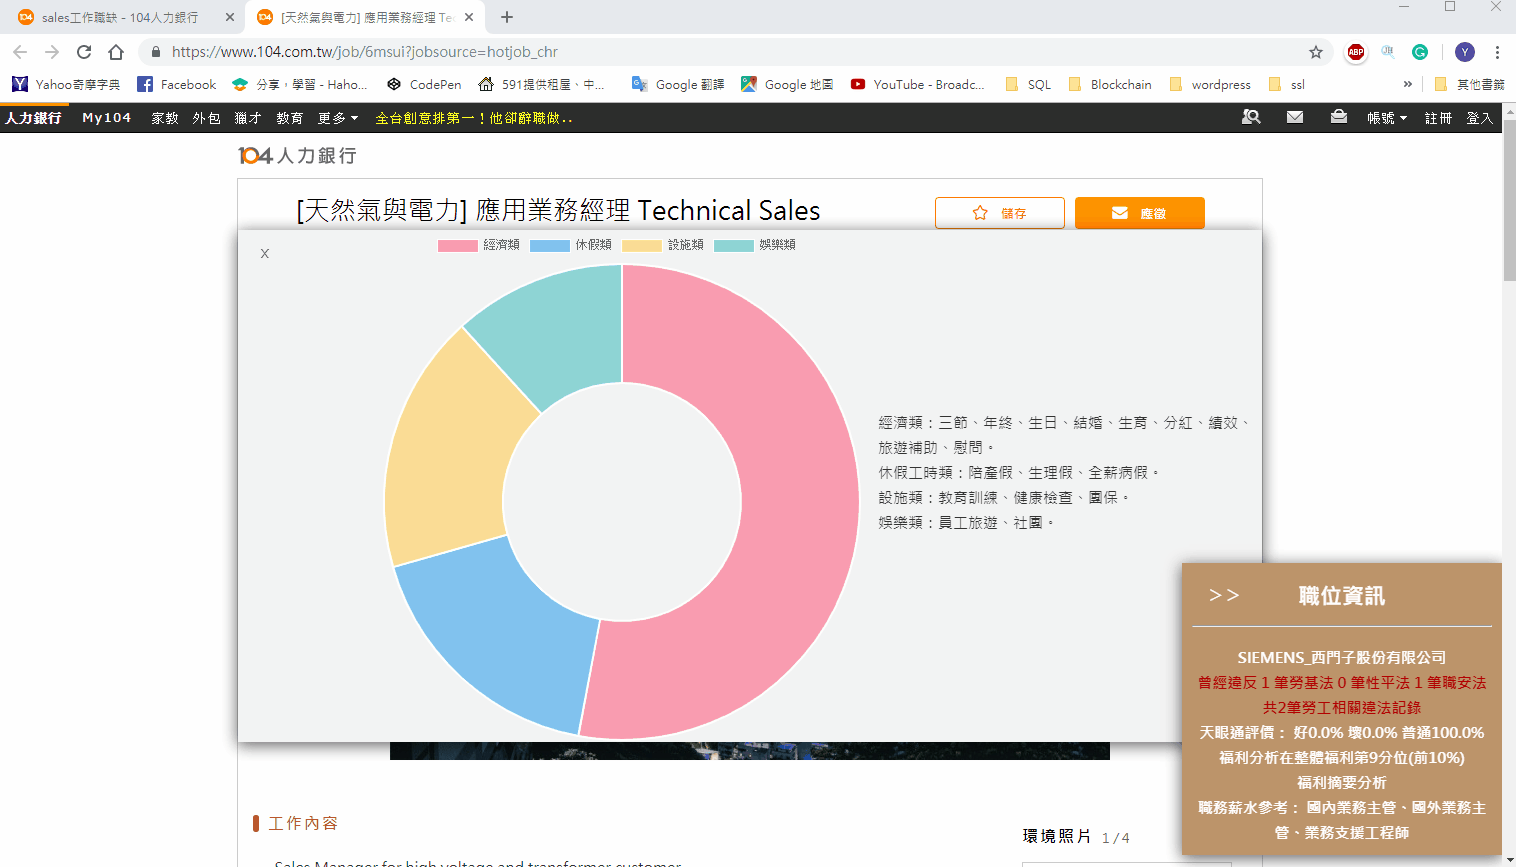 sales工作職缺 - 104人力銀行
[天然氣與電力] 應用業務經理 Te
https://www.104.com.tw/job/6msui?jobsource=hotjob_chr
ABP
Y
Yahoo奇摩字典 Facebook 分享，學習 - Haho... CodePen 591提供租屋、中... Google 翻譯 Google 地圖 YouTube - Broadc... SQL Blockchain wordpress ssl » 其他書籤
人力銀行 My104 家教 外包 獵才 教育 更多 全台創意排第一！他卻辭職做.. 帳號 註冊 登入
104人力銀行
[天然氣與電力] 應用業務經理 Technical Sales
儲存
應徵
X
經濟類 休假類 設施類 娛樂類
經濟類：三節、年終、生日、結婚、生育、分紅、績效、
旅遊補助、慰問。
休假工時類：陪產假、生理假、全薪病假。
設施類：教育訓練、健康檢查、團保。
娛樂類：員工旅遊、社團。
>> 職位資訊
SIEMENS_西門子股份有限公司
曾經違反 1 筆勞基法 0 筆性平法 1 筆職安法
共2筆勞工相關違法記錄
天眼通評價： 好0.0% 壞0.0% 普通100.0%
福利分析在整體福利第9分位(前10%)
福利摘要分析
職務薪水參考： 國內業務主管、國外業務主
管、業務支援工程師
工作內容
環境照片 1 / 4
Sales Manager for high voltage and transformer customer